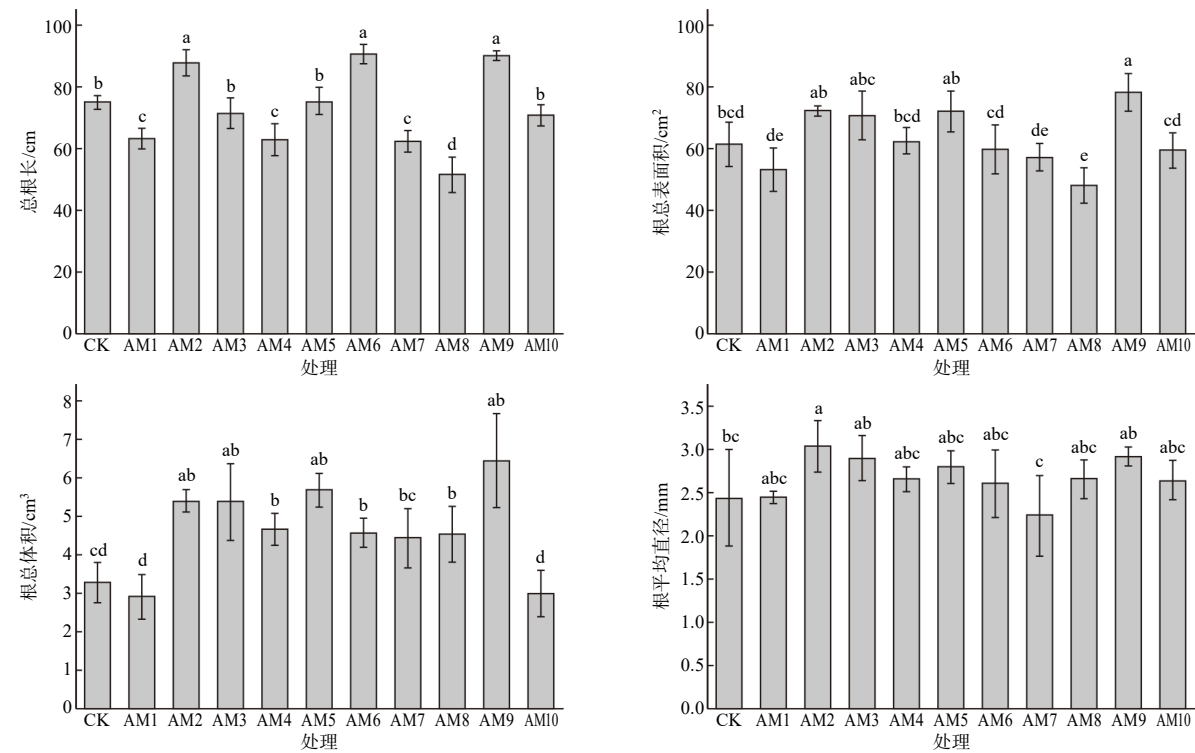 100
80
60
40
20
0
总根长/cm
b
c
a
b
c
b
a
c
d
a
b
CK AM1 AM2 AM3 AM4 AM5 AM6 AM7 AM8 AM9 AM10
处理
100
80
60
40
20
0
根总表面积/cm²
bcd
de
ab
abc
bcd
ab
cd
de
e
a
cd
CK AM1 AM2 AM3 AM4 AM5 AM6 AM7 AM8 AM9 AM10
处理
8
7
6
5
4
3
2
1
0
根总体积/cm³
cd
d
ab
ab
b
ab
b
bc
b
ab
d
CK AM1 AM2 AM3 AM4 AM5 AM6 AM7 AM8 AM9 AM10
处理
3.5
3.0
2.5
2.0
1.5
1.0
0.5
0.0
根平均直径/mm
bc
abc
a
ab
abc
abc
abc
c
abc
ab
abc
CK AM1 AM2 AM3 AM4 AM5 AM6 AM7 AM8 AM9 AM10
处理